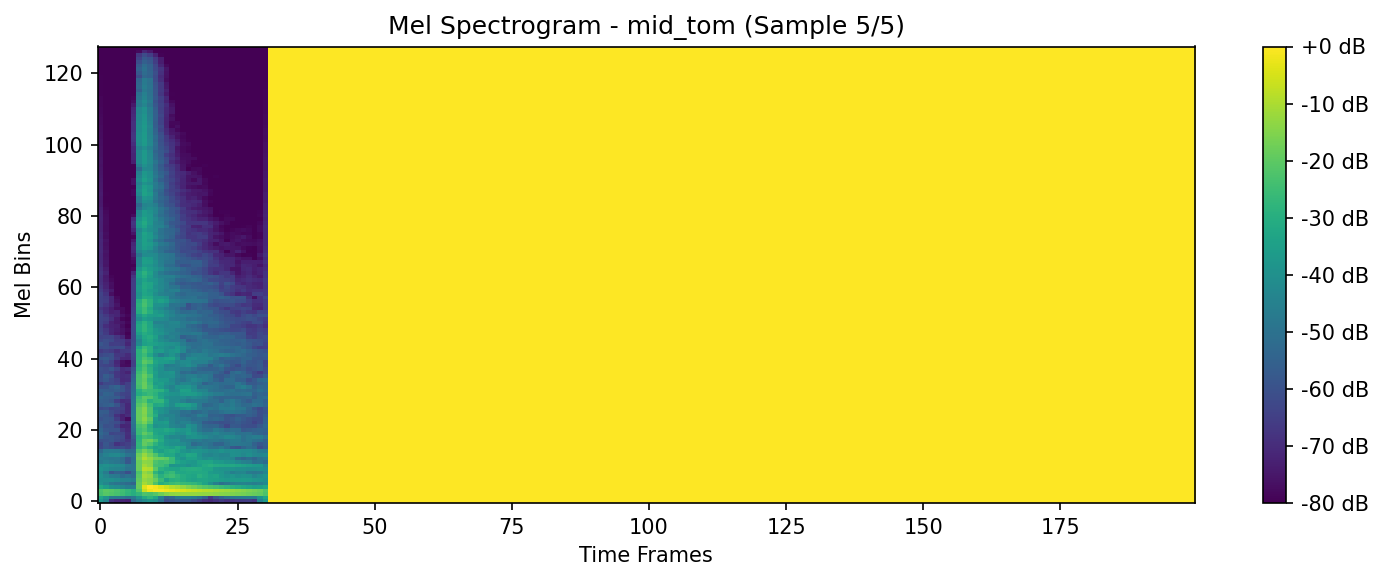 Mel Spectrogram - mid_tom (Sample 5/5)
Mel Bins
120
100
80
60
40
20
0
0 25 50 75 100 125 150 175
Time Frames
+0 dB
-10 dB
-20 dB
-30 dB
-40 dB
-50 dB
-60 dB
-70 dB
-80 dB